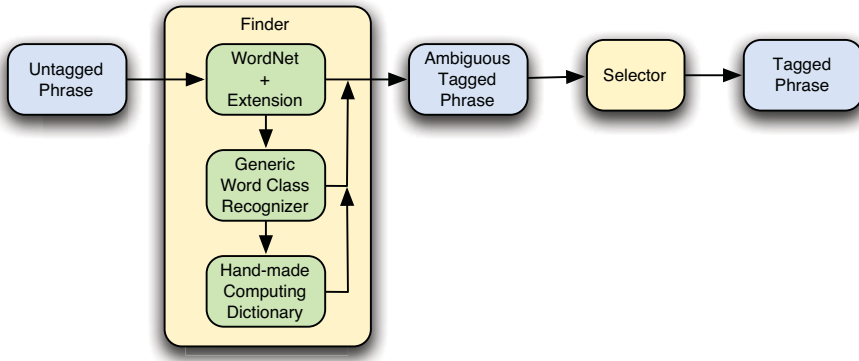 Finder
Untagged
Phrase
WordNet
+
Extension
Ambiguous
Tagged
Phrase
Selector
Tagged
Phrase
Generic
Word Class
Recognizer
Hand-made
Computing
Dictionary